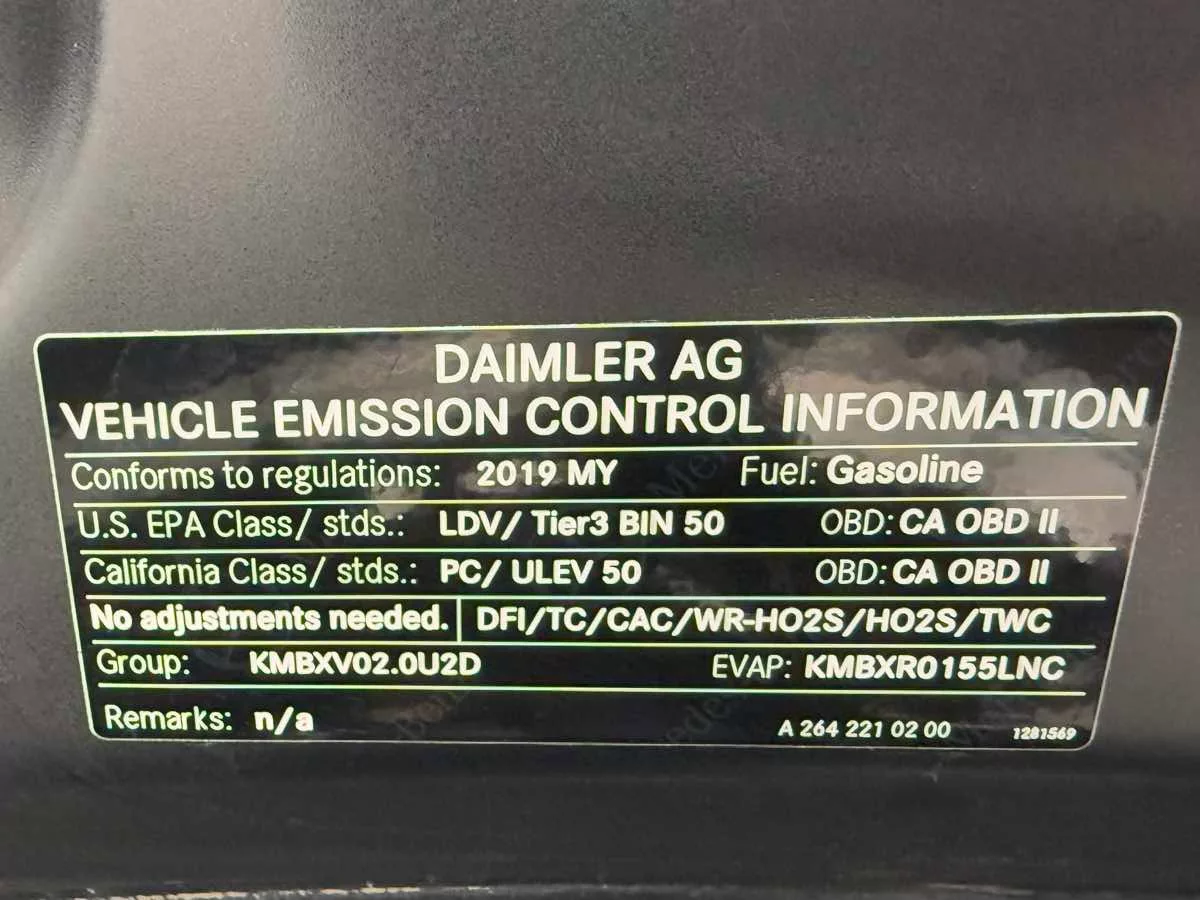 DAIMLER AG
VEHICLE EMISSION CONTROL INFORMATION
Conforms to regulations: 2019 MY Fuel: Gasoline
U.S. EPA Class/ stds.: LDV/ Tier3 BIN 50 OBD: CA OBD II
California Class/ stds.: PC/ ULEV 50 OBD: CA OBD II
No adjustments needed. DFI/TC/CAC/WR-HO2S/HO2S/TWC
Group: KMBXV02.0U2D EVAP: KMBXR0155LNC
Remarks: n/a A 264 221 02 00 1281569